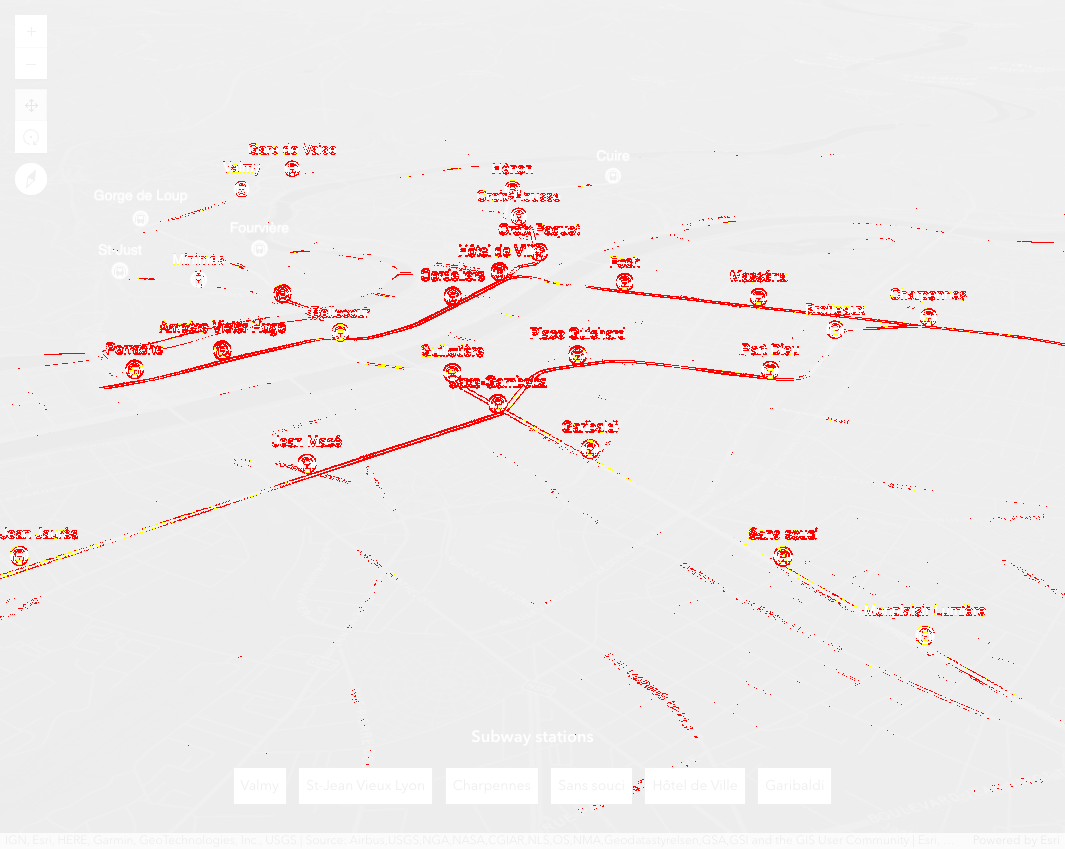 Gare de Vaise
Valmy
Cuire
Hénon
Croix-Rousse
Gorge de Loup
Fourvière
Croix Paquet
St-Just
Hôtel de Vill
Minimes
Cordeliers
Foch
Masséna
Charpennes
Bellecour
Ampère Victor Hugo
Place Guichard
Perrache
Guillotière
Part-Dieu
Saxe-Gambetta
Garibaldi
Jean Macé
Jean Jaurès
Sans souci
Monplaisir Lumière
Subway stations
Valmy
St-Jean Vieux Lyon
Charpennes
Sans souci
Hôtel de Ville
Garibaldi
IGN, Esri, HERE, Garmin, GeoTechnologies, Inc., USGS | Source: Airbus,USGS,NGA,NASA,CGIAR,NLS,OS,NMA,Geodatastyrelsen,GSA,GSI and the GIS User Community | Esri,
Powered by Esri